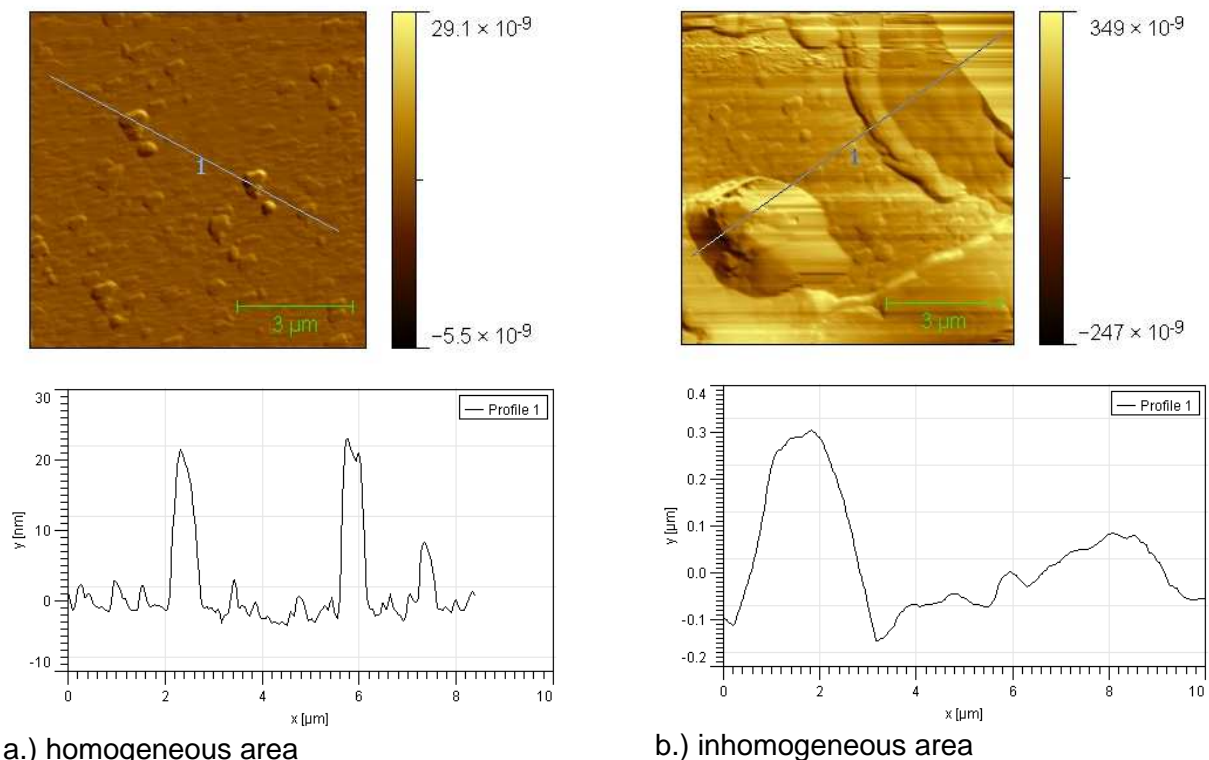 29.1 × 10-9
1
3 µm
−5.5 × 10-9
349 × 10-9
1
3 µm
−247 × 10-9
30
20
10
0
-10
y [nm]
Profile 1
0 2 4 6 8 10
x [µm]
0.4
0.3
0.2
0.1
0.0
-0.1
-0.2
y [µm]
Profile 1
0 2 4 6 8 10
x [µm]
a.) homogeneous area
b.) inhomogeneous area